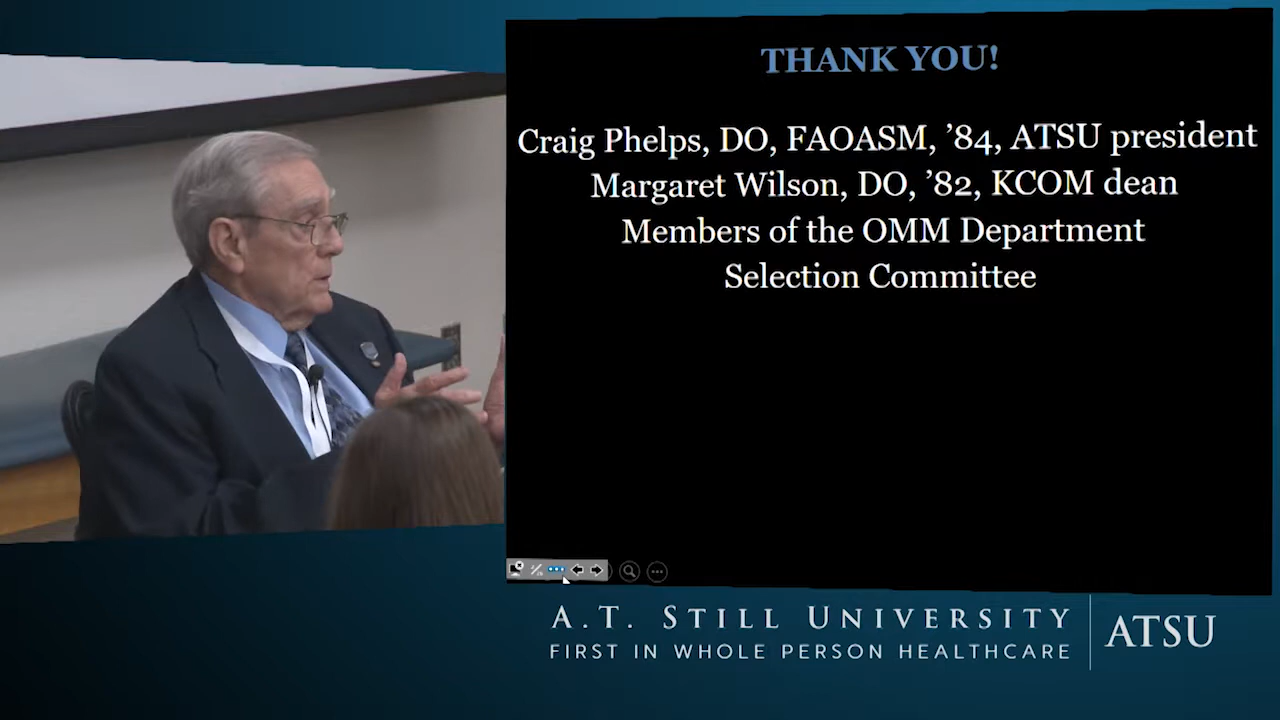 THANK YOU!
Craig Phelps, DO, FAOASM, ’84, ATSU president
Margaret Wilson, DO, ’82, KCOM dean
Members of the OMM Department
Selection Committee
A.T. STILL UNIVERSITY
FIRST IN WHOLE PERSON HEALTHCARE
ATSU